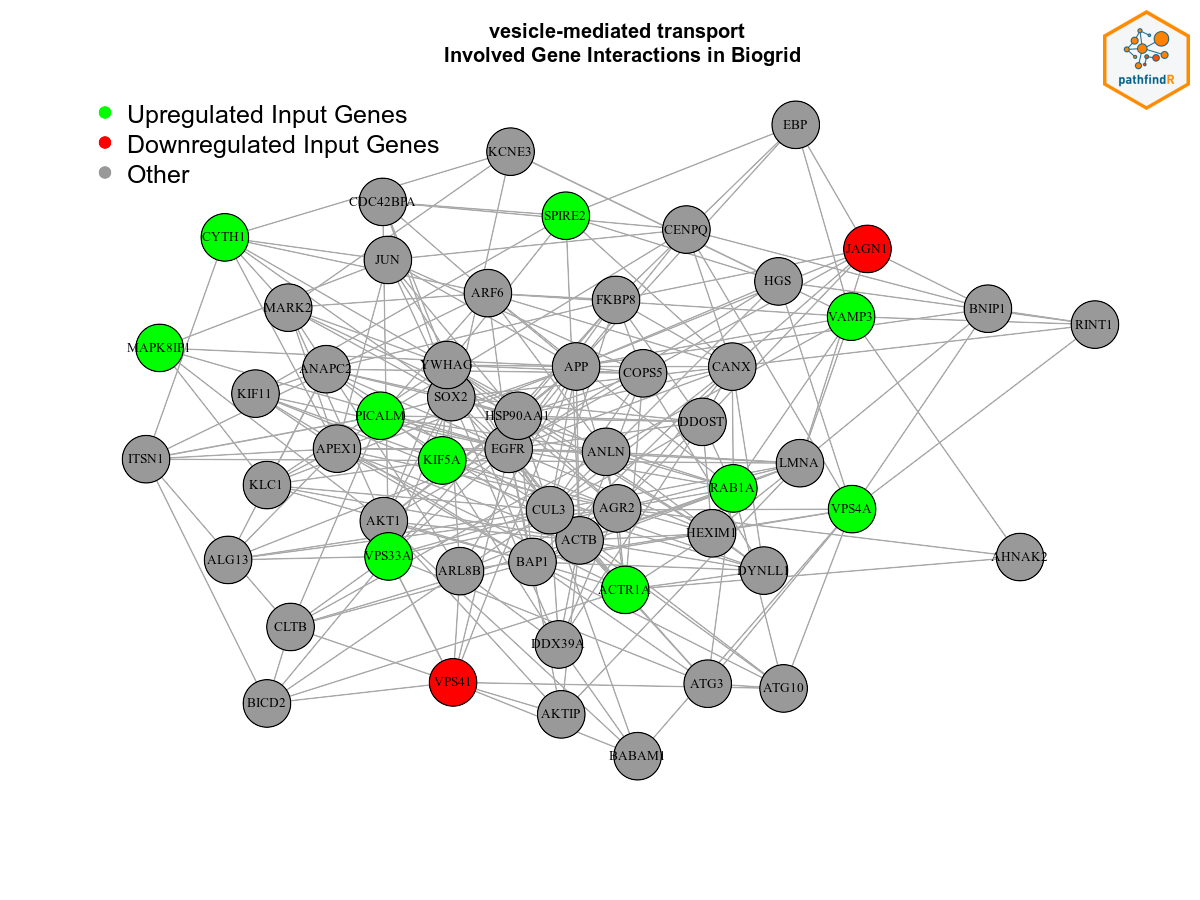 vesicle-mediated transport
Involved Gene Interactions in Biogrid
pathfindR
Upregulated Input Genes
Downregulated Input Genes
Other
EBP
KCNE3
CDC42BPA
SPIRE2
CENPQ
CYTH1
JAGN1
JUN
HGS
ARF6
FKBP8
MARK2
VAMP3
BNIP1
RINT1
MAPK8IP1
ANAPC2
YWHAG
APP
COPS5
CANX
KIF11
SOX2
PICALM
HSP90AA1
DDOST
ITSN1
APEX1
KIF5A
EGFR
ANLN
LMNA
KLC1
RAB1A
CUL3
AGR2
VPS4A
AKT1
HEXIM1
ACTB
ALG13
VPS33A
ARL8B
BAP1
DYNLL1
AHNAK2
ACTR1A
CLTB
DDX39A
VPS41
ATG3
ATG10
BICD2
AKTIP
BABAM1